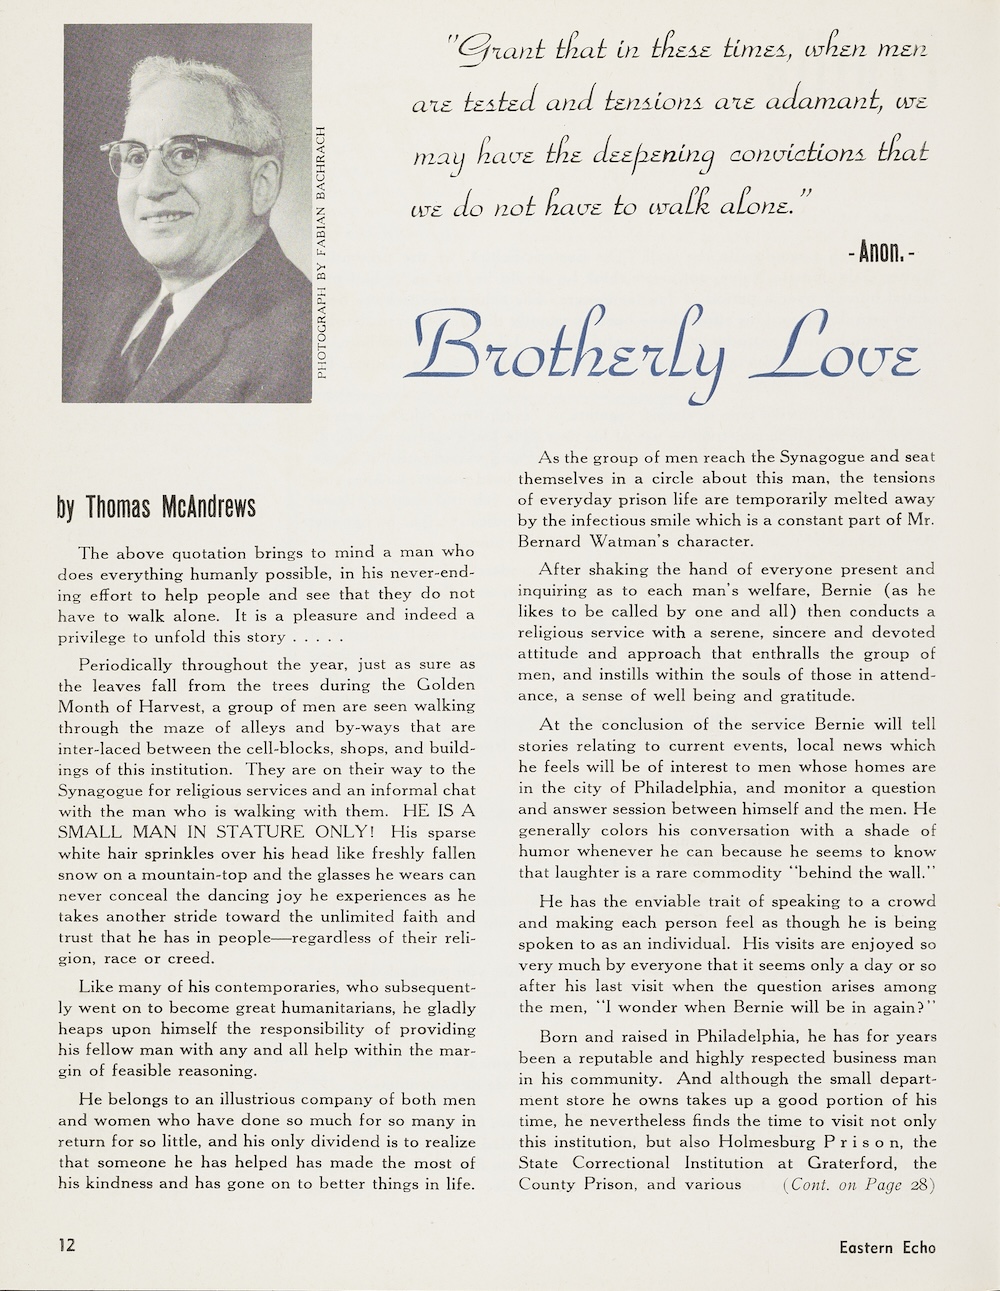 "Grant that in these times, when men
are tested and tensions are adamant, we
may have the deepening convictions that
we do not have to walk alone."
-Anon.-
PHOTOGRAPH BY FABIAN BACHRACH
Brotherly Love
by Thomas McAndrews
The above quotation brings to mind a man who
does everything humanly possible, in his never-end-
ing effort to help people and see that they do not
have to walk alone. It is a pleasure and indeed a
privilege to unfold this story . . . . .
Periodically throughout the year, just as sure as
the leaves fall from the trees during the Golden
Month of Harvest, a group of men are seen walking
through the maze of alleys and by-ways that are
inter-laced between the cell-blocks, shops, and build-
ings of this institution. They are on their way to the
Synagogue for religious services and an informal chat
with the man who is walking with them. HE IS A
SMALL MAN IN STATURE ONLY! His sparse
white hair sprinkles over his head like freshly fallen
snow on a mountain-top and the glasses he wears can
never conceal the dancing joy he experiences as he
takes another stride toward the unlimited faith and
trust that he has in people—regardless of their reli-
gion, race or creed.
Like many of his contemporaries, who subsequent-
ly went on to become great humanitarians, he gladly
heaps upon himself the responsibility of providing
his fellow man with any and all help within the mar-
gin of feasible reasoning.
He belongs to an illustrious company of both men
and women who have done so much for so many in
return for so little, and his only dividend is to realize
that someone he has helped has made the most of
his kindness and has gone on to better things in life.
As the group of men reach the Synagogue and seat
themselves in a circle about this man, the tensions
of everyday prison life are temporarily melted away
by the infectious smile which is a constant part of Mr.
Bernard Watman's character.
After shaking the hand of everyone present and
inquiring as to each man's welfare, Bernie (as he
likes to be called by one and all) then conducts a
religious service with a serene, sincere and devoted
attitude and approach that enthralls the group of
men, and instills within the souls of those in attend-
ance, a sense of well being and gratitude.
At the conclusion of the service Bernie will tell
stories relating to current events, local news which
he feels will be of interest to men whose homes are
in the city of Philadelphia, and monitor a question
and answer session between himself and the men. He
generally colors his conversation with a shade of
humor whenever he can because he seems to know
that laughter is a rare commodity "behind the wall."
He has the enviable trait of speaking to a crowd
and making each person feel as though he is being
spoken to as an individual. His visits are enjoyed so
very much by everyone that it seems only a day or so
after his last visit when the question arises among
the men, "I wonder when Bernie will be in again?"
Born and raised in Philadelphia, he has for years
been a reputable and highly respected business man
in his community. And although the small depart-
ment store he owns takes up a good portion of his
time, he nevertheless finds the time to visit not only
this institution, but also Holmesburg Prison, the
State Correctional Institution at Graterford, the
County Prison, and various (Cont. on Page 28)
12
Eastern Echo